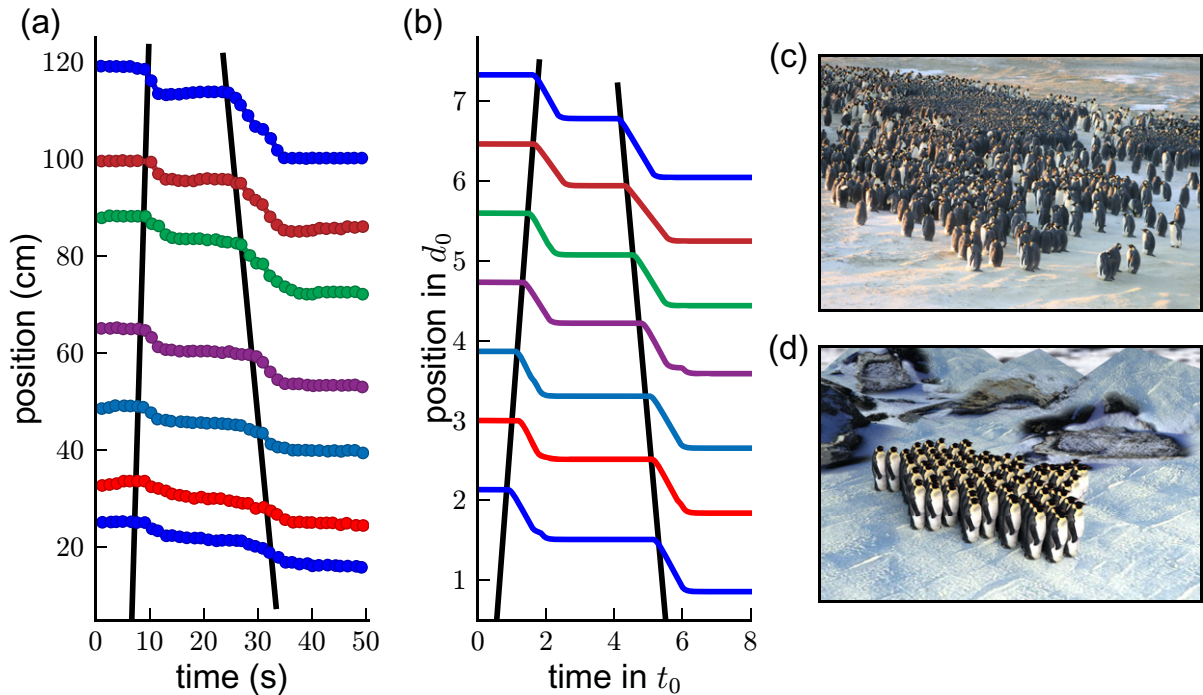 (a)
120
100
80
60
40
20
position (cm)
0 10 20 30 40 50
time (s)
(b)
7
6
5
4
3
2
1
position in d₀
0 2 4 6 8
time in t₀
(c)
(d)